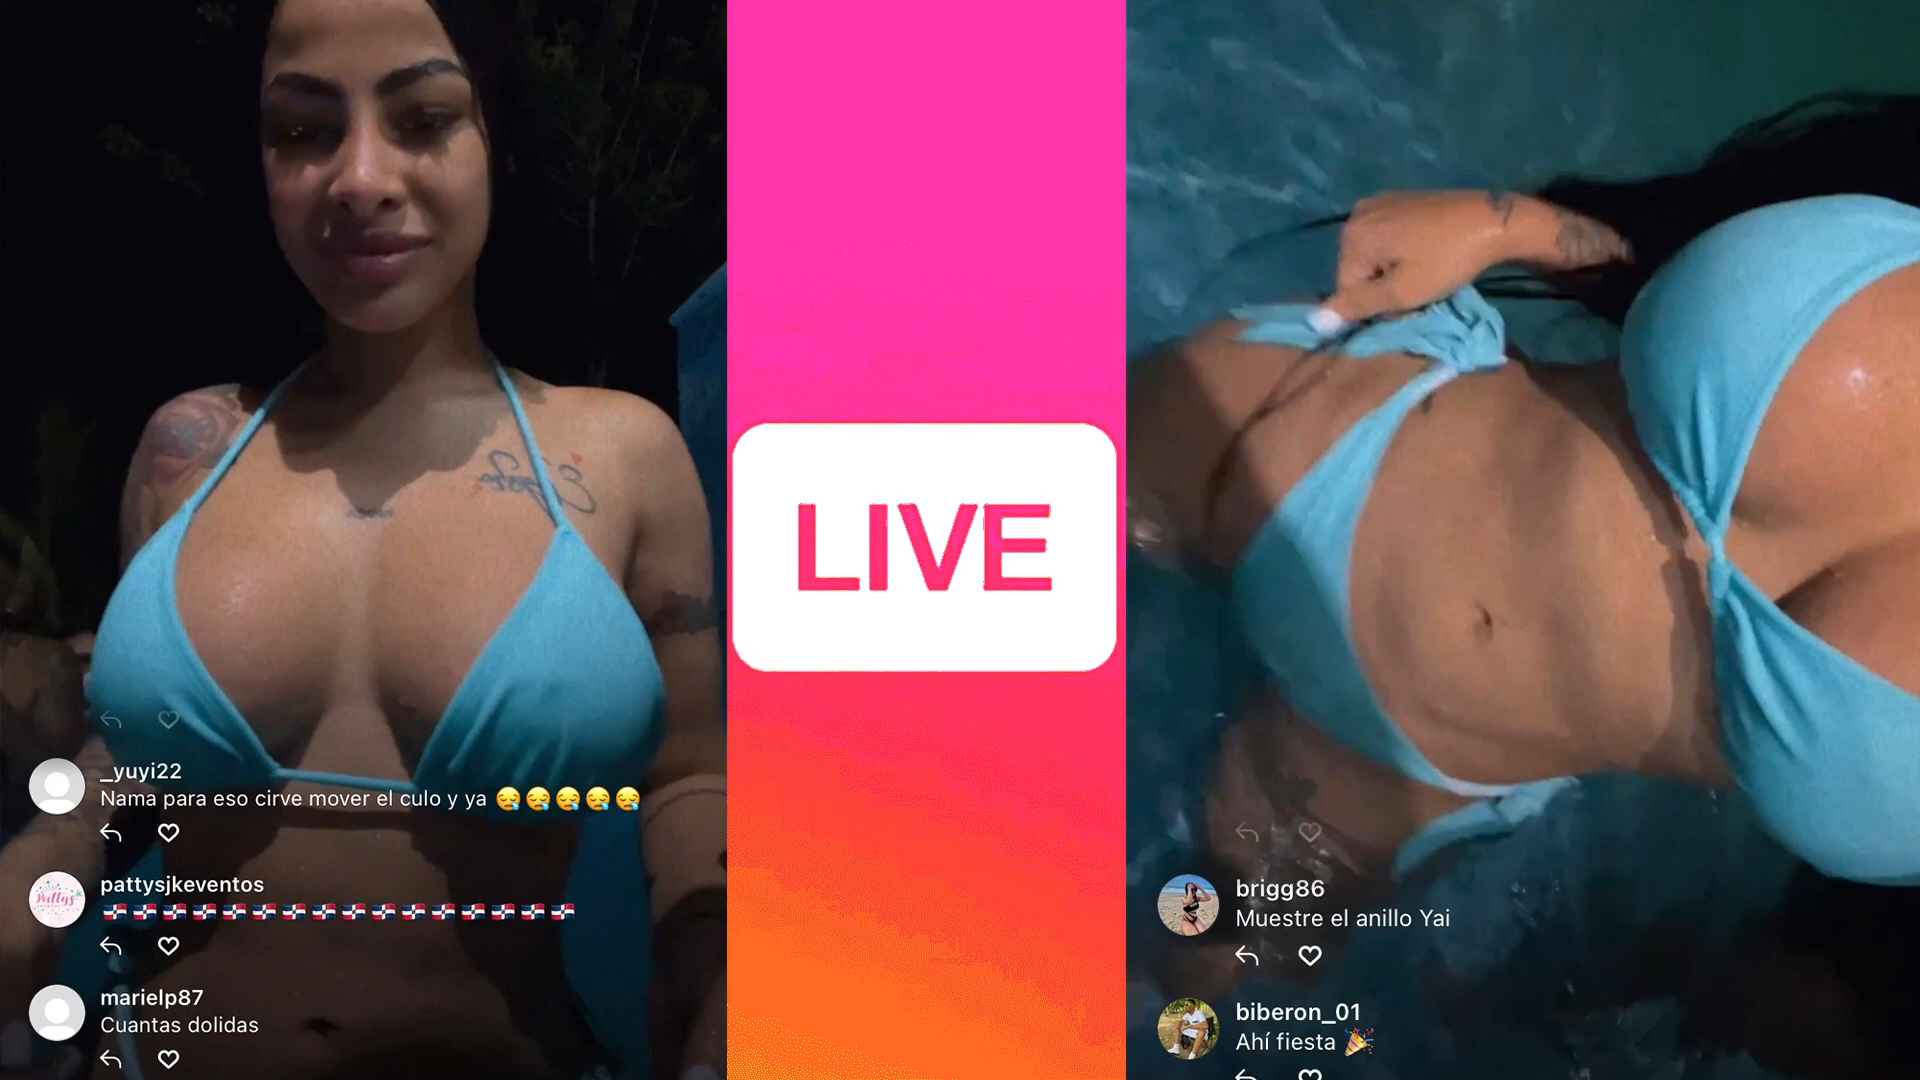 _yuyi22
Nama para eso cirve mover el culo y ya 😪😪😪😪😪
pattysjkeventos
🇩🇴🇩🇴🇩🇴🇩🇴🇩🇴🇩🇴🇩🇴🇩🇴🇩🇴🇩🇴🇩🇴🇩🇴🇩🇴🇩🇴🇩🇴🇩🇴
marielp87
Cuantas dolidas
LIVE
brigg86
Muestre el anillo Yai
biberon_01
Ahí fiesta 🎉
Pattys